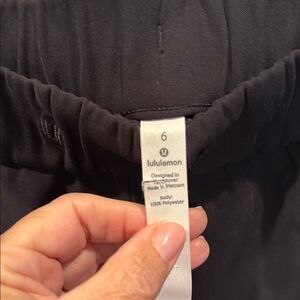 6
lululemon
Designed in
Vancouver
Made in Vietnam
Body:
100% Polyester